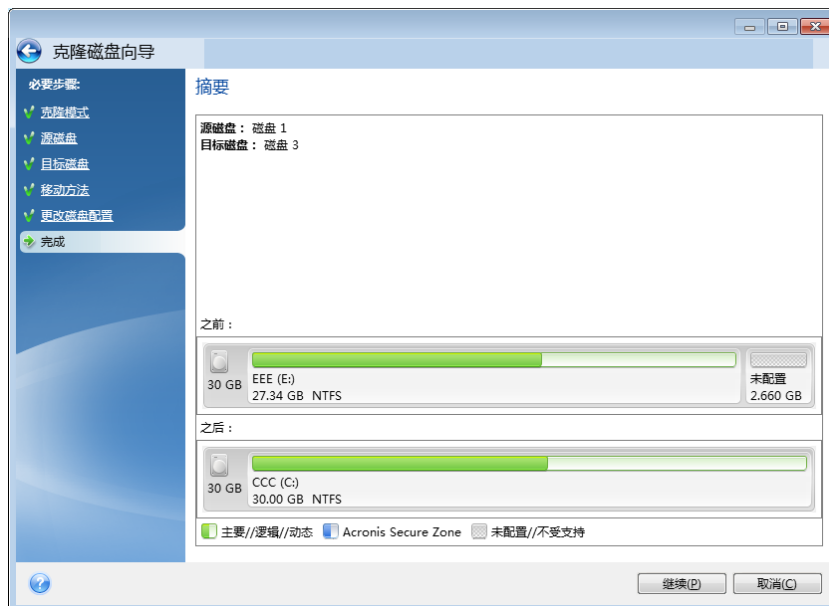 克隆磁盘向导
必要步骤:
克隆模式
源磁盘
目标磁盘
移动方法
更改磁盘配置
完成
摘要
源磁盘： 磁盘 1
目标磁盘： 磁盘 3
之前：
30 GB
EEE (E:)
27.34 GB NTFS
未配置
2.660 GB
之后：
30 GB
CCC (C:)
30.00 GB NTFS
主要//逻辑//动态 Acronis Secure Zone 未配置//不受支持
继续(P) 取消(C)